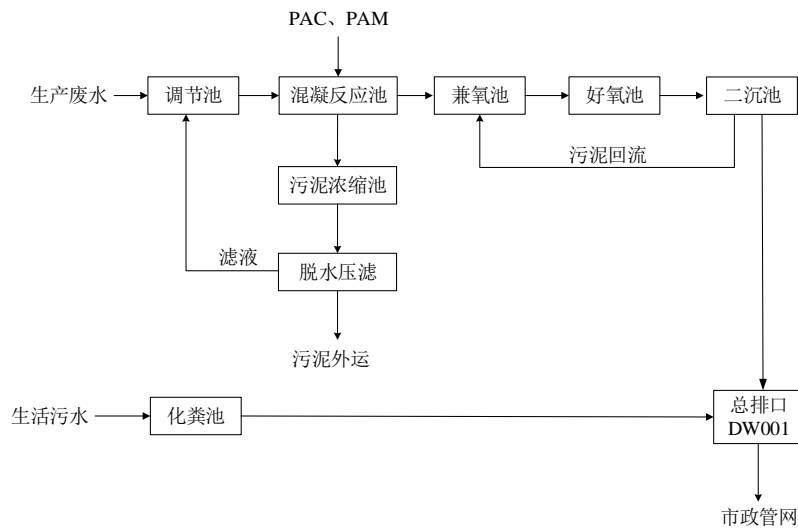 PAC、PAM
生产废水
调节池
混凝反应池
兼氧池
好氧池
二沉池
污泥回流
污泥浓缩池
滤液
脱水压滤
污泥外运
生活污水
化粪池
总排口
DW001
市政管网